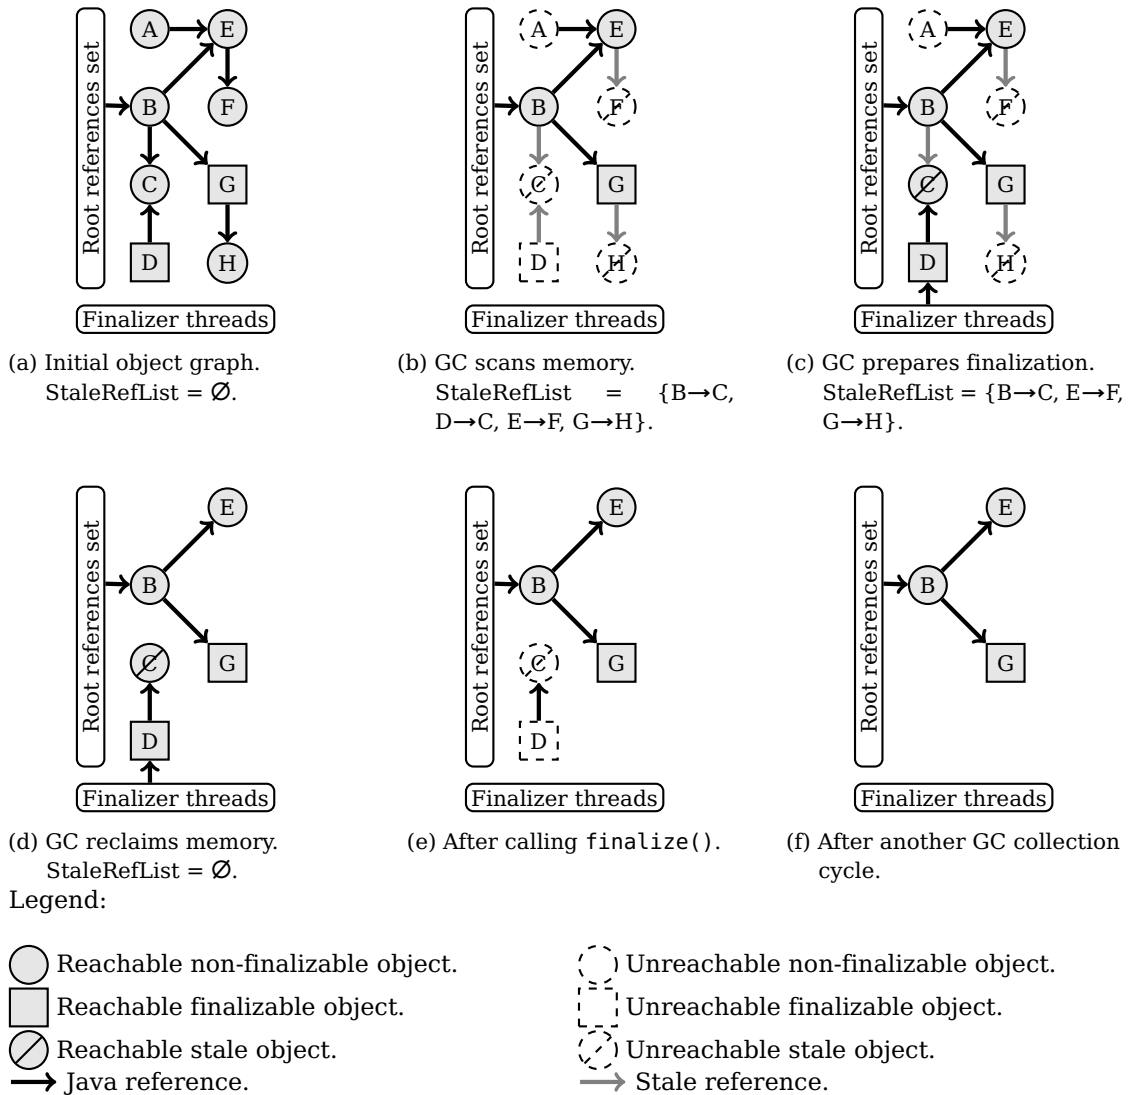 Root references set
A
E
B
F
C
G
D
H
Finalizer threads
(a) Initial object graph.
StaleRefList = ∅.
Root references set
A
E
B
F
C
G
D
H
Finalizer threads
(b) GC scans memory.
StaleRefList = {B→C,
D→C, E→F, G→H}.
Root references set
A
E
B
F
C
G
D
H
Finalizer threads
(c) GC prepares finalization.
StaleRefList = {B→C, E→F,
G→H}.
Root references set
E
B
C
G
D
Finalizer threads
(d) GC reclaims memory.
StaleRefList = ∅.
Root references set
E
B
C
G
D
Finalizer threads
(e) After calling finalize().
Root references set
E
B
G
Finalizer threads
(f) After another GC collection
cycle.
Legend:
Reachable non-finalizable object.
Reachable finalizable object.
Reachable stale object.
Java reference.
Unreachable non-finalizable object.
Unreachable finalizable object.
Unreachable stale object.
Stale reference.